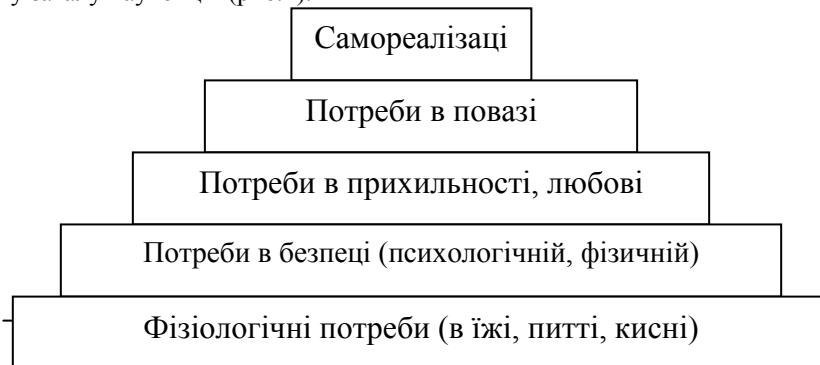 Самореалізаці
Потреби в повазі
Потреби в прихильності, любові
Потреби в безпеці (психологічній, фізичній)
Фізіологічні потреби (в їжі, питті, кисні)